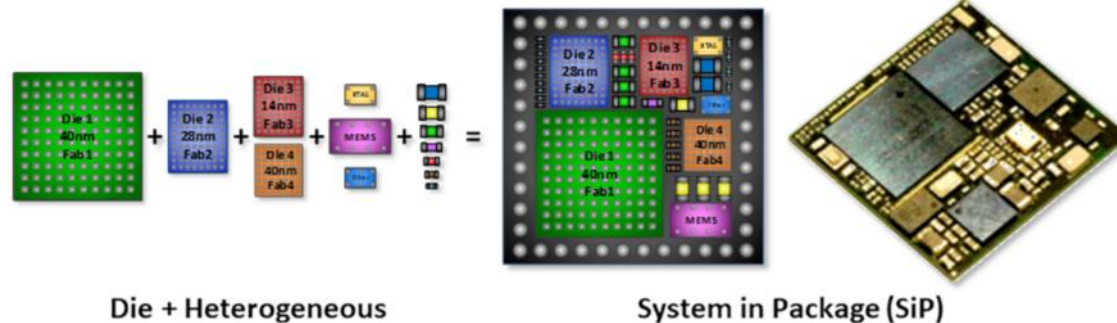 Die 1
40nm
Fab1
+
Die 2
28nm
Fab2
+
Die 3
14nm
Fab3
Die 4
40nm
Fab4
+
XTAL
MEMS
Filter
+
=
Die 2
28nm
Fab2
Die 3
14nm
Fab3
XTAL
Filter
Die 1
40nm
Fab1
Die 4
40nm
Fab4
MEMS
Die + Heterogeneous
System in Package (SiP)